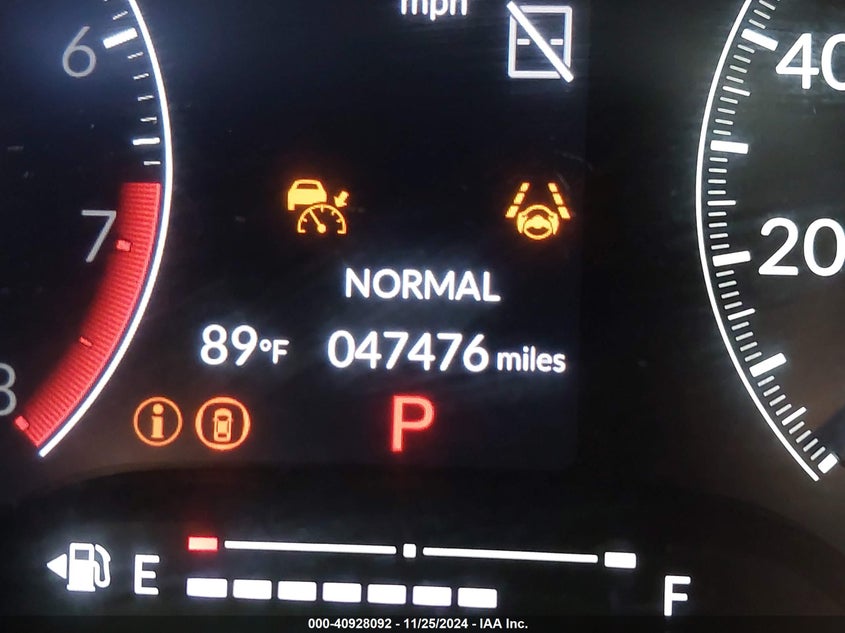 mph
6
40
7
20
NORMAL
89°F 047476 miles
8
P
E
F
000-40928092 - 11/25/2024 - IAA Inc.